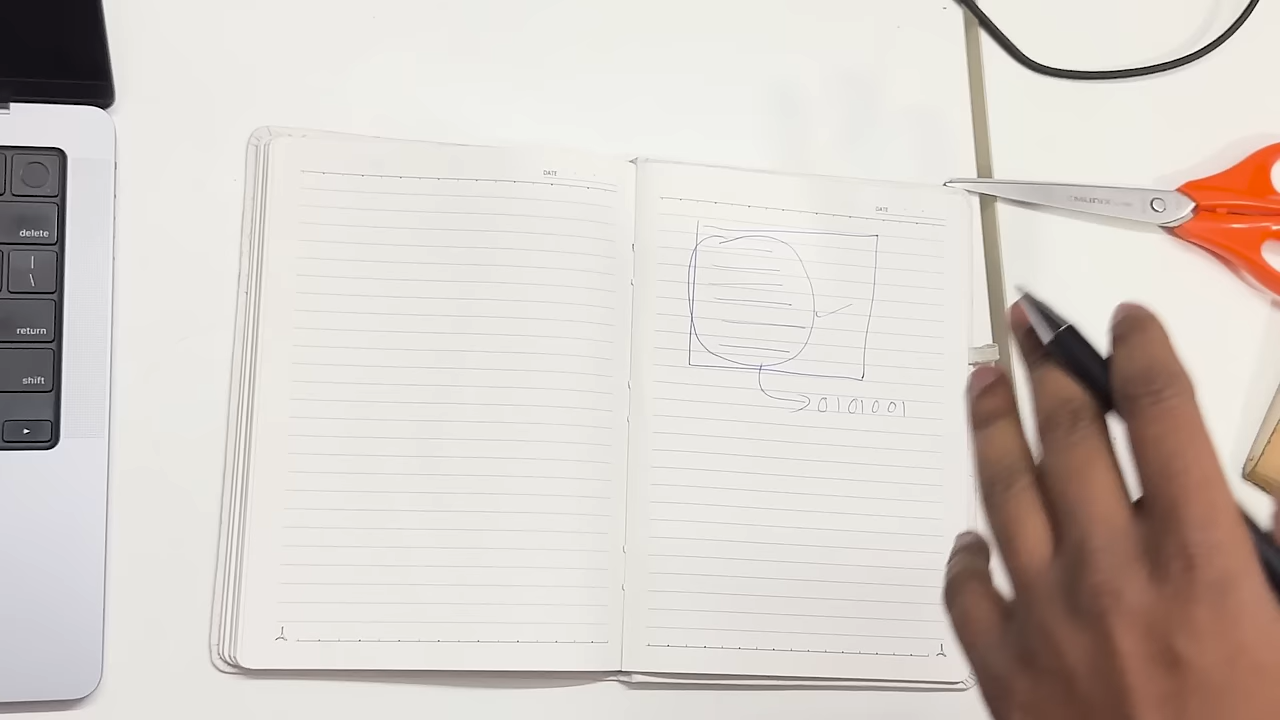 DATE
DATE
delete
|
\
return
shift
0101001